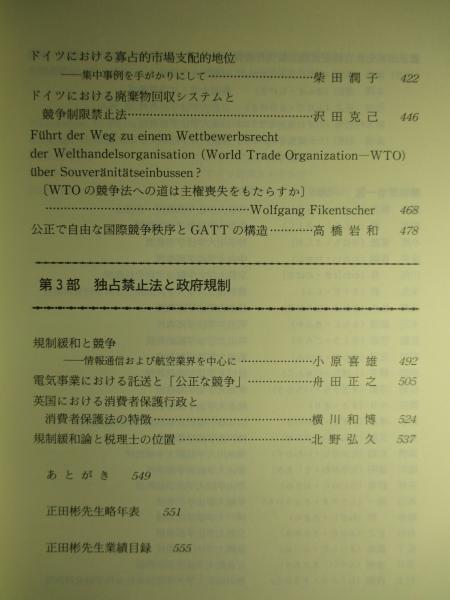 ドイツにおける寡占的市場支配的地位
——集中事例を手がかりにして…………………………柴田潤子 422
ドイツにおける廃棄物回収システムと
競争制限禁止法……………………………………沢田克己 446
Führt der Weg zu einem Wettbewerbsrecht
der Welthandelsorganisation (World Trade Organization—WTO)
über Souveränitätseinbussen?
〔WTOの競争法への道は主権喪失をもたらすか〕
……………………………………………Wolfgang Fikentscher 468
公正で自由な国際競争秩序とGATTの構造…………高橋岩和 478
第3部 独占禁止法と政府規制
規制緩和と競争
——情報通信および航空業界を中心に…………………小原喜雄 492
電気事業における託送と「公正な競争」………………舟田正之 505
英国における消費者保護行政と
消費者保護法の特徴………………………………横川和博 524
規制緩和論と税理士の位置………………………………北野弘久 537
あとがき 549
正田彬先生略年表 551
正田彬先生業績目録 555